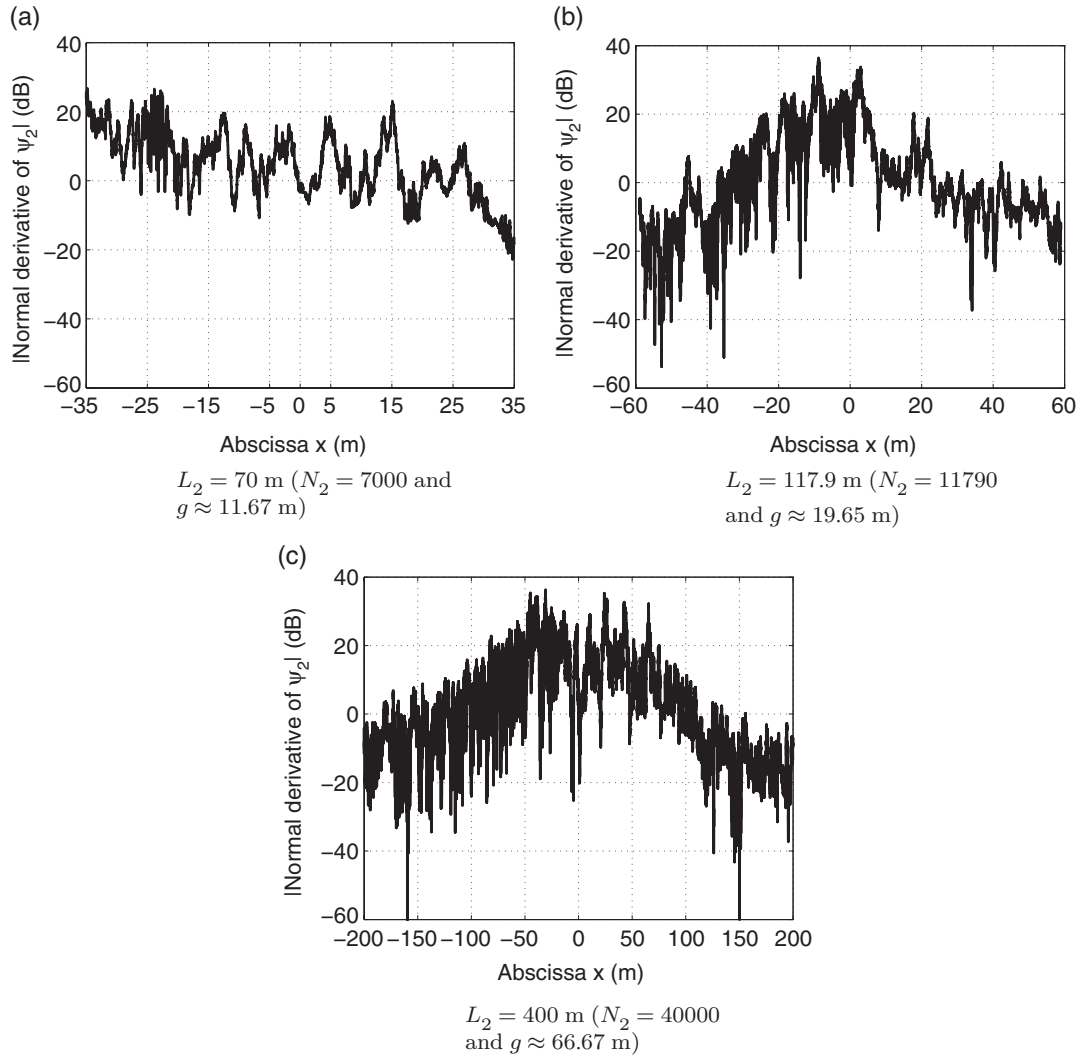 (a)
|Normal derivative of ψ₂| (dB)
40
20
0
−20
−40
−60
−35 −25 −15 −5 0 5 15 25 35
Abscissa x (m)
L₂ = 70 m (N₂ = 7000 and
g ≈ 11.67 m)
(b)
|Normal derivative of ψ₂| (dB)
40
20
0
−20
−40
−60
−60 −40 −20 0 20 40 60
Abscissa x (m)
L₂ = 117.9 m (N₂ = 11790
and g ≈ 19.65 m)
(c)
|Normal derivative of ψ₂| (dB)
40
20
0
−20
−40
−60
−200 −150 −100 −50 0 50 100 150 200
Abscissa x (m)
L₂ = 400 m (N₂ = 40000
and g ≈ 66.67 m)